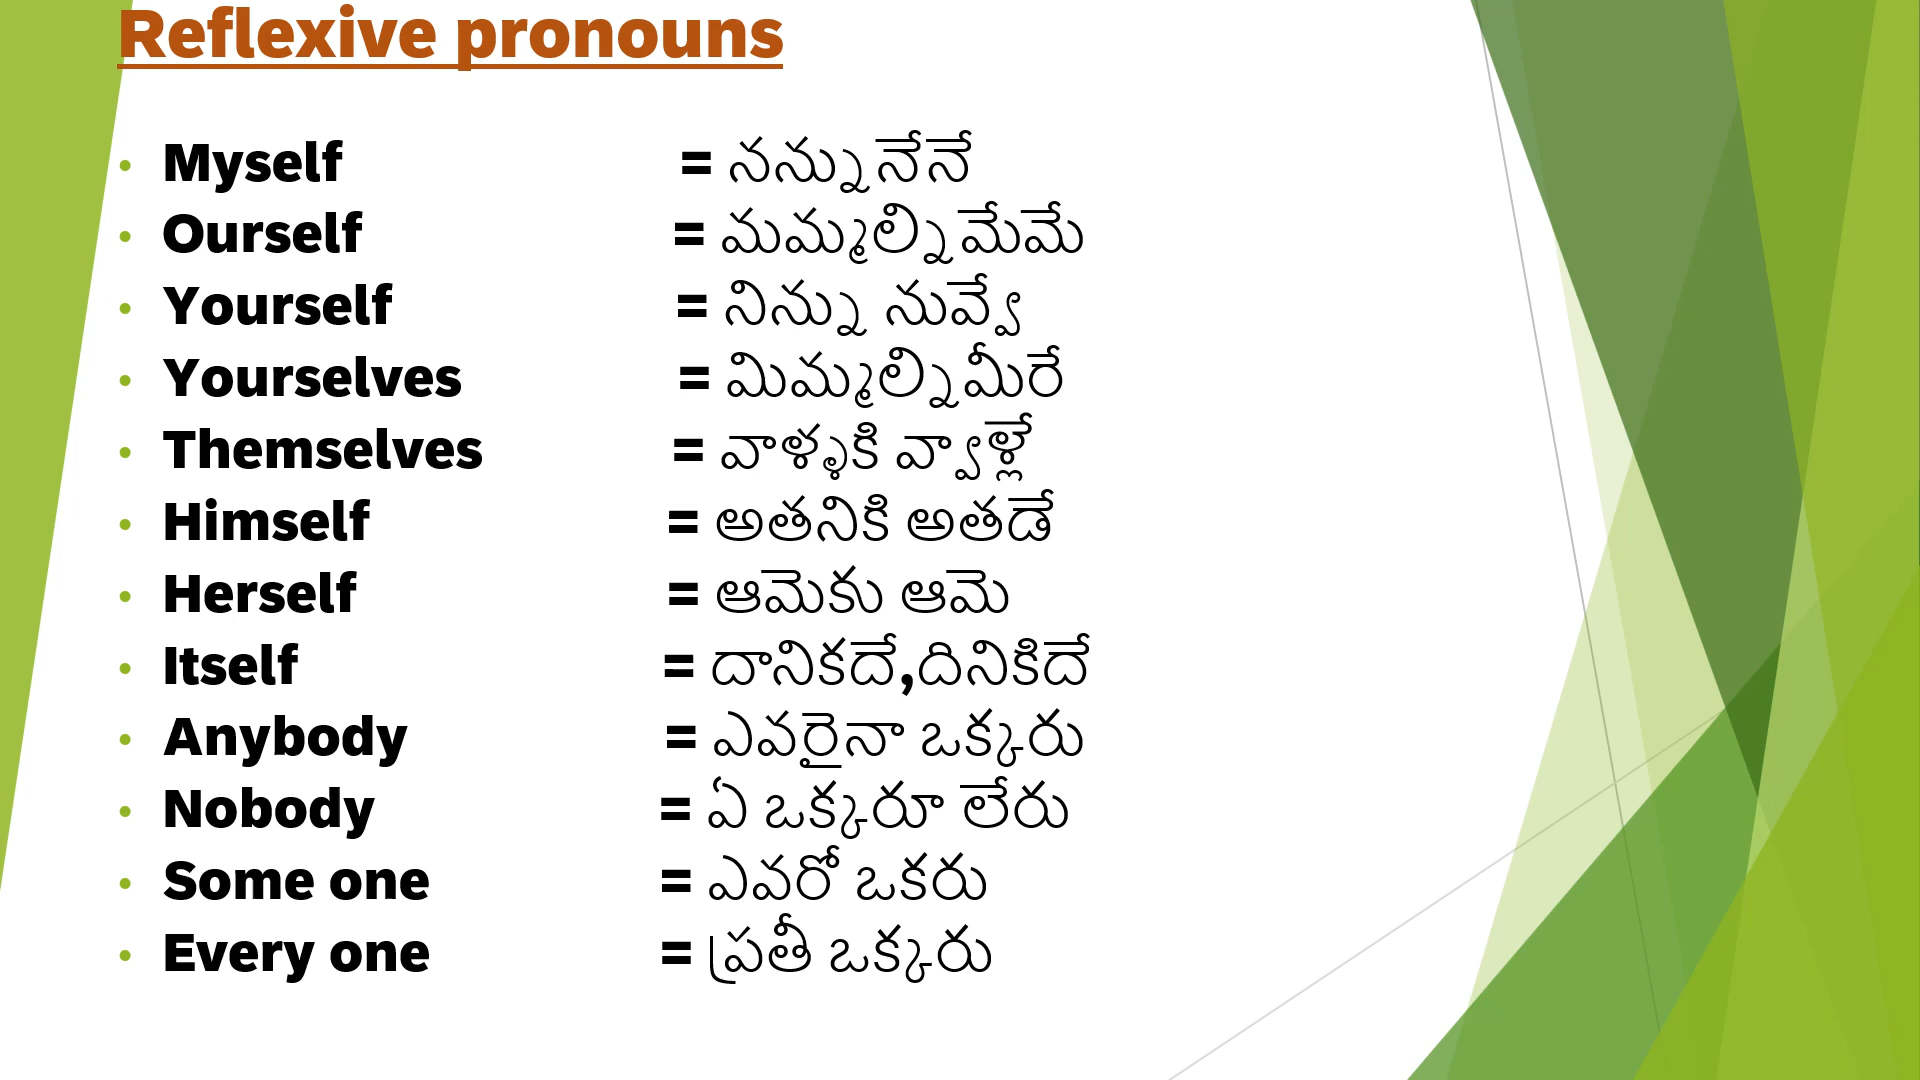 Reflexive pronouns
• Myself = నన్నునేనే
• Ourself = మమ్మల్నిమేమే
• Yourself = నిన్ను నువ్వే
• Yourselves = మిమ్మల్నిమీరే
• Themselves = వాళ్ళకి వ్వాళ్లే
• Himself = అతనికి అతడే
• Herself = ఆమెకు ఆమె
• Itself = దానికదే,దినికిదే
• Anybody = ఎవరైనా ఒక్కరు
• Nobody = ఏ ఒక్కరూ లేరు
• Some one = ఎవరో ఒకరు
• Every one = ప్రతీ ఒక్కరు